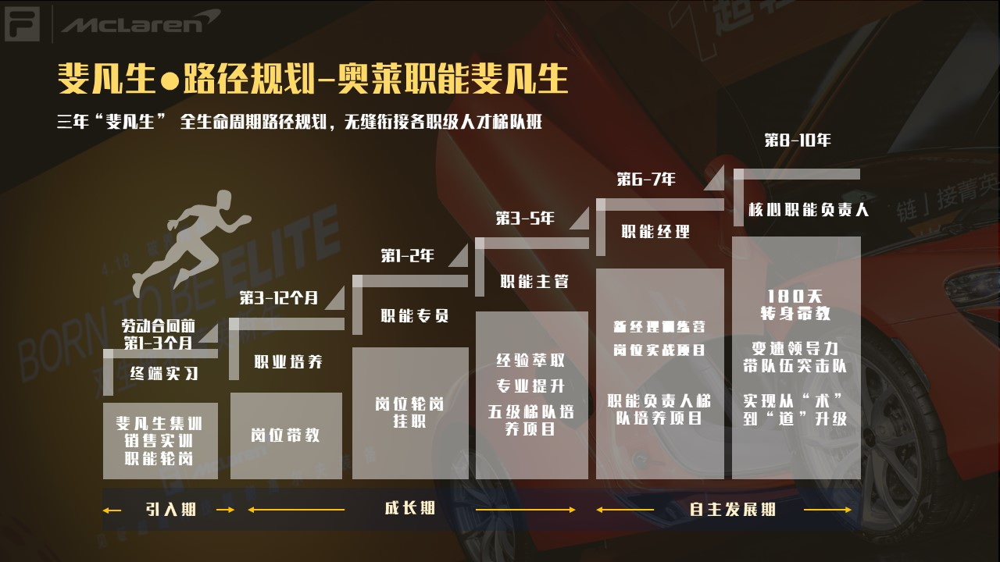 McLaren
斐凡生●路径规划-奥莱职能斐凡生
三年“斐凡生” 全生命周期路径规划，无缝衔接各职级人才梯队班
第8-10年
核心职能负责人
180天
转身带教
变速领导力
带队伍突击队
实现从“术”
到“道”升级
第6-7年
职能经理
新经理训练营
岗位实战项目
职能负责人梯
队培养项目
第3-5年
职能主管
经验萃取
专业提升
五级梯队培
养项目
第1-2年
职能专员
岗位轮岗
挂职
第3-12个月
职业培养
岗位带教
劳动合同前
第1-3个月
终端实习
斐凡生集训
销售实训
职能轮岗
引入期
成长期
自主发展期
4.18
BORN TO BE ELITE
链丨接菁英
McLaren